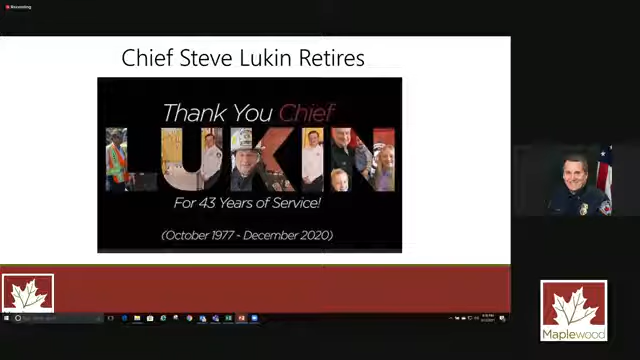 Recording
Chief Steve Lukin Retires
Thank You Chief
LUKIN
For 43 Years of Service!
(October 1977 - December 2020)
Maplewood